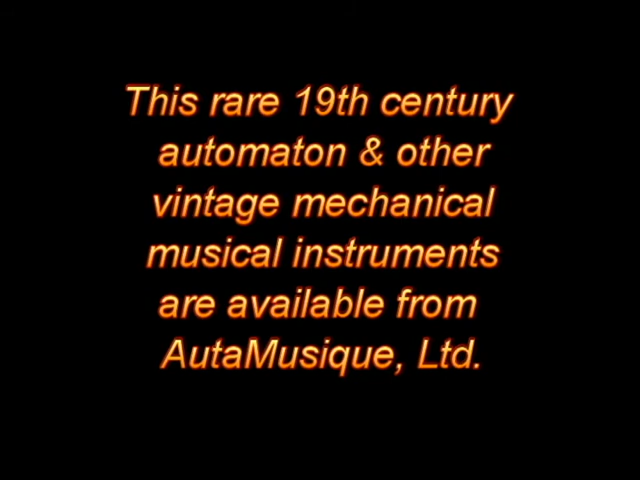 This rare 19th century
automaton & other
vintage mechanical
musical instruments
are available from
AutaMusique, Ltd.